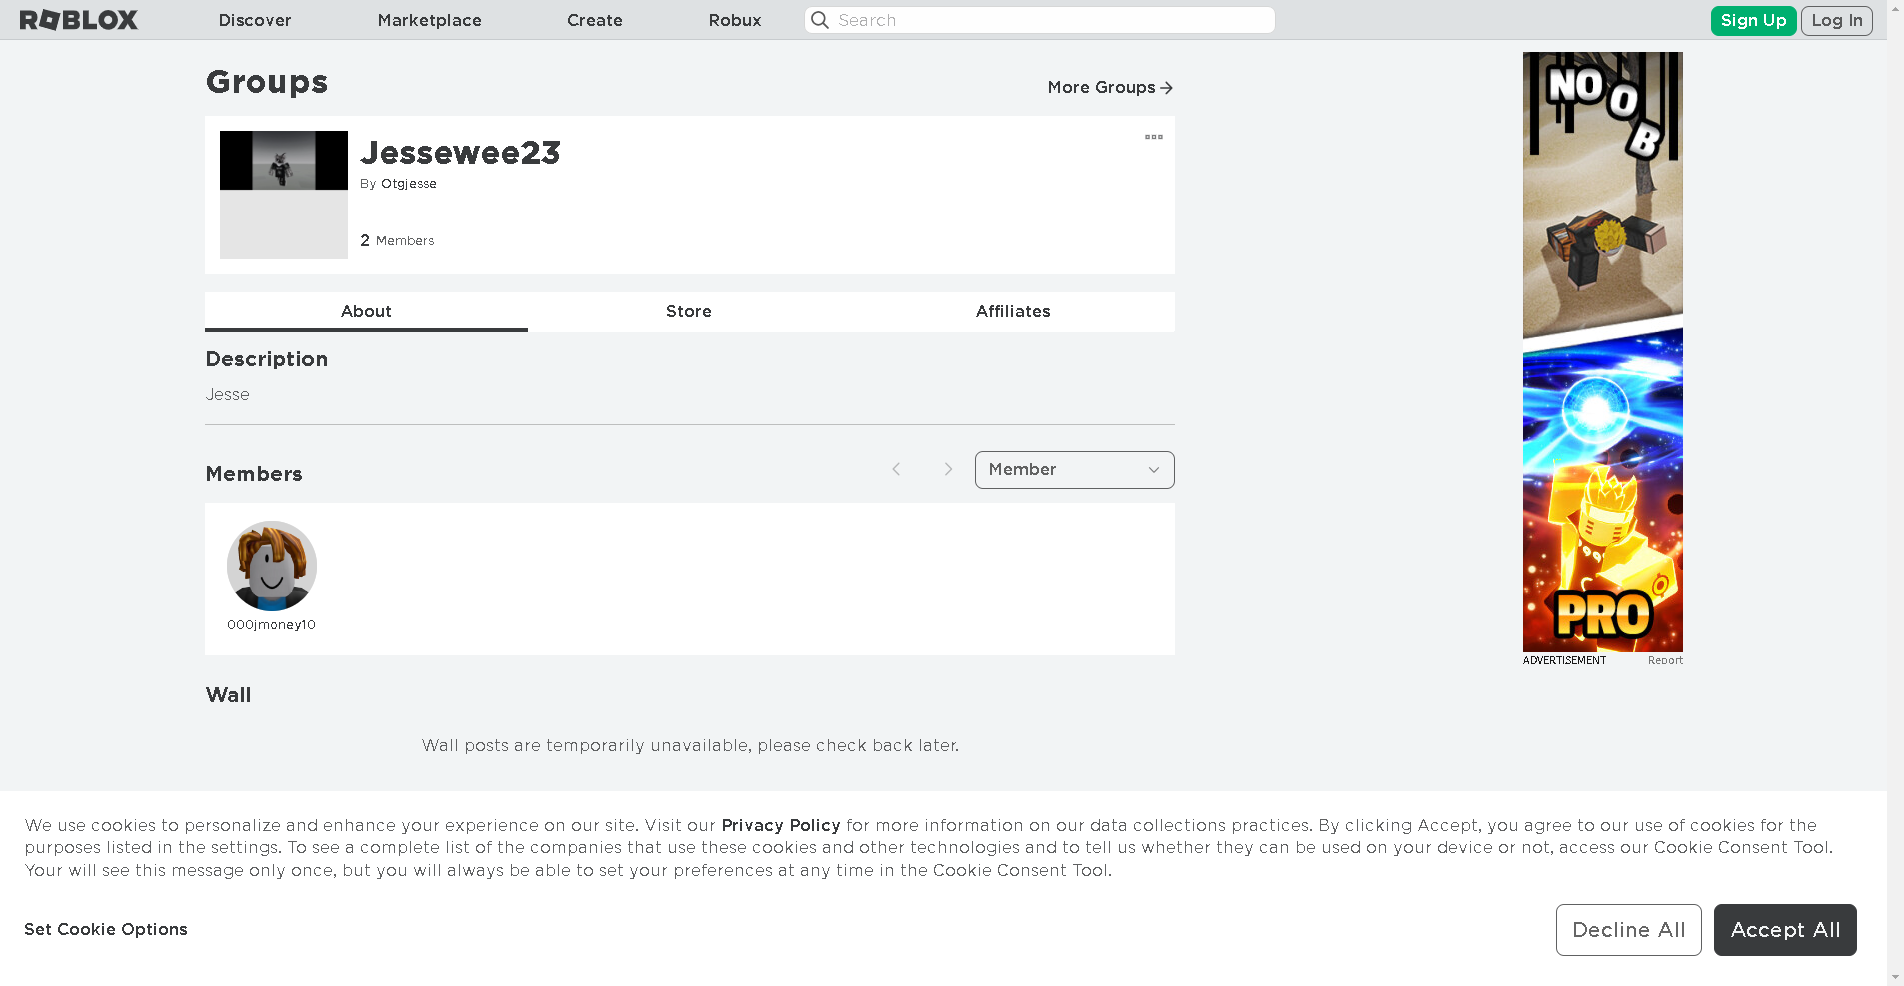 ROBLOX Discover Marketplace Create Robux Search Sign Up Log In
Groups
More Groups
Jessewee23
By Otgjesse
2 Members
About Store Affiliates
Description
Jesse
Members
Member
000jmoney10
Wall
Wall posts are temporarily unavailable, please check back later.
NOOB
PRO
ADVERTISEMENT Report
We use cookies to personalize and enhance your experience on our site. Visit our Privacy Policy for more information on our data collections practices. By clicking Accept, you agree to our use of cookies for the
purposes listed in the settings. To see a complete list of the companies that use these cookies and other technologies and to tell us whether they can be used on your device or not, access our Cookie Consent Tool.
Your will see this message only once, but you will always be able to set your preferences at any time in the Cookie Consent Tool.
Set Cookie Options
Decline All Accept All